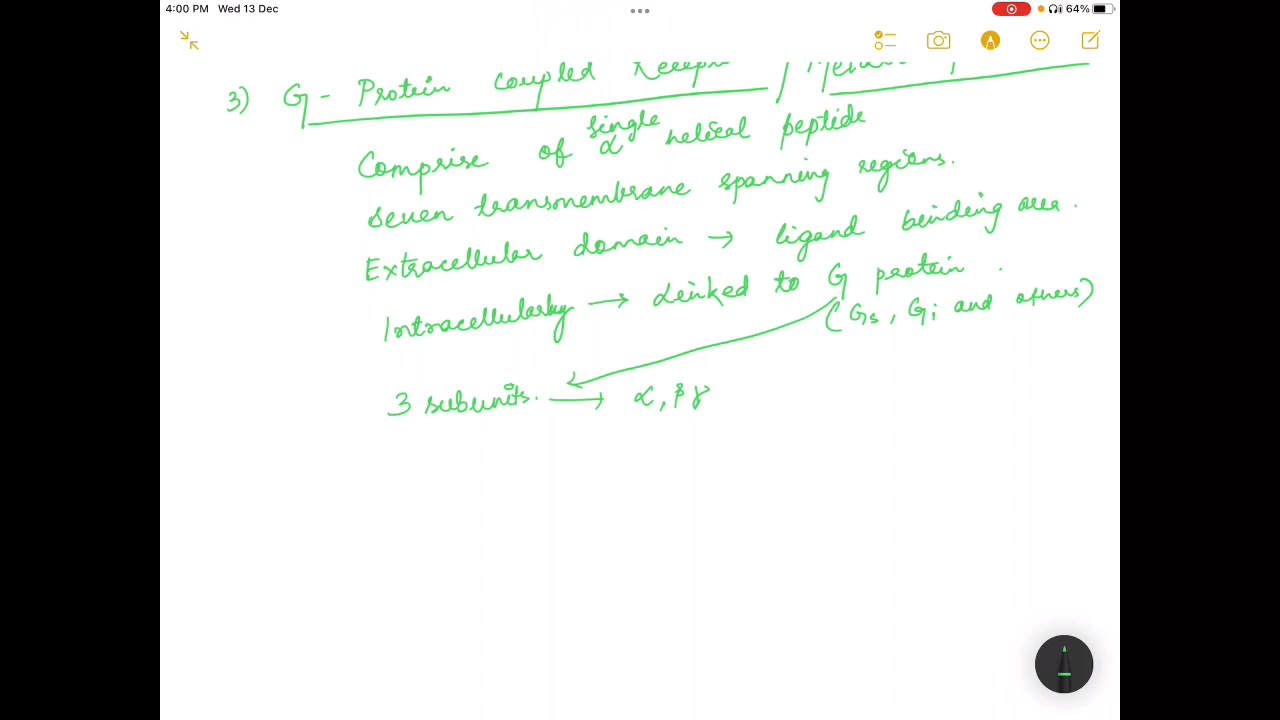 4:00 PM Wed 13 Dec
64%
3) G - Protein Coupled
single
Comprise of α helical peptide
seven transmembrane spanning regions.
Extracellular domain → ligand binding area.
Intracellularly → linked to G protein.
(Gs, Gi and others)
3 subunits. → α, βγ